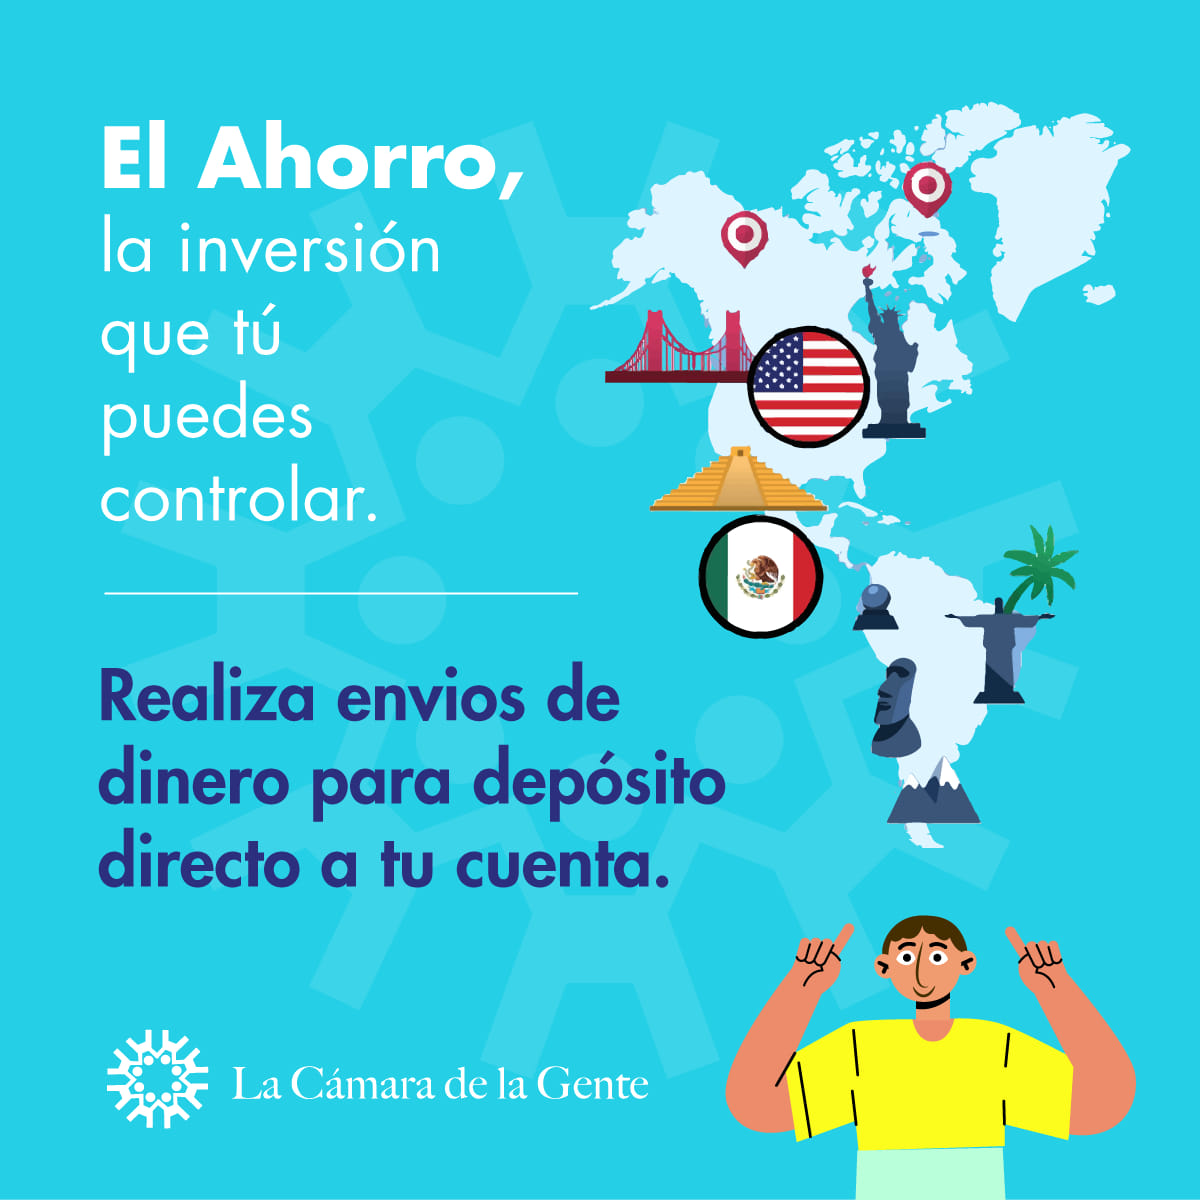 El Ahorro,
la inversión
que tú
puedes
controlar.
Realiza envios de
dinero para depósito
directo a tu cuenta.
La Cámara de la Gente